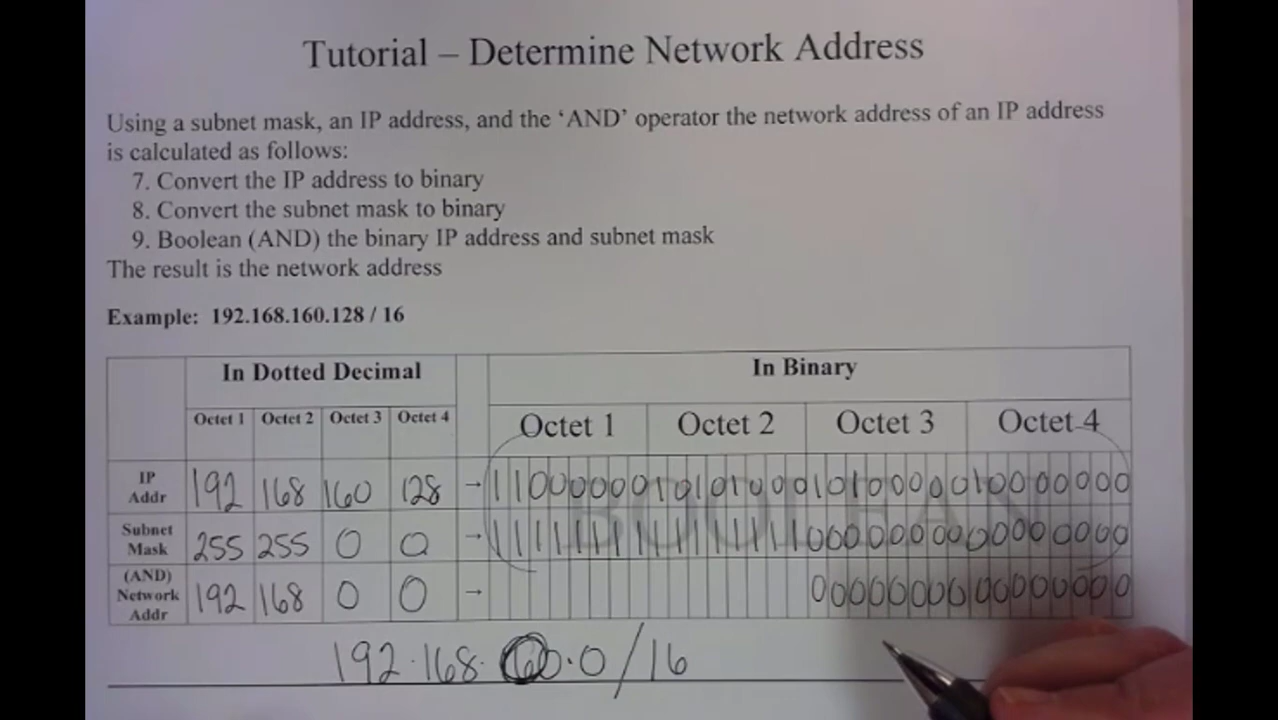 Tutorial – Determine Network Address
Using a subnet mask, an IP address, and the ‘AND’ operator the network address of an IP address
is calculated as follows:
7. Convert the IP address to binary
8. Convert the subnet mask to binary
9. Boolean (AND) the binary IP address and subnet mask
The result is the network address
Example: 192.168.160.128 / 16
In Dotted Decimal In Binary
Octet 1 Octet 2 Octet 3 Octet 4 Octet 1 Octet 2 Octet 3 Octet 4
IP Addr 192 168 160 128 → 11000000 10101000 10100000 10000000
Subnet Mask 255 255 0 0 → 11111111 11111111 00000000 00000000
(AND) Network Addr 192 168 0 0 → 00000000 00000000
BOOLEAN
192.168. .0/16